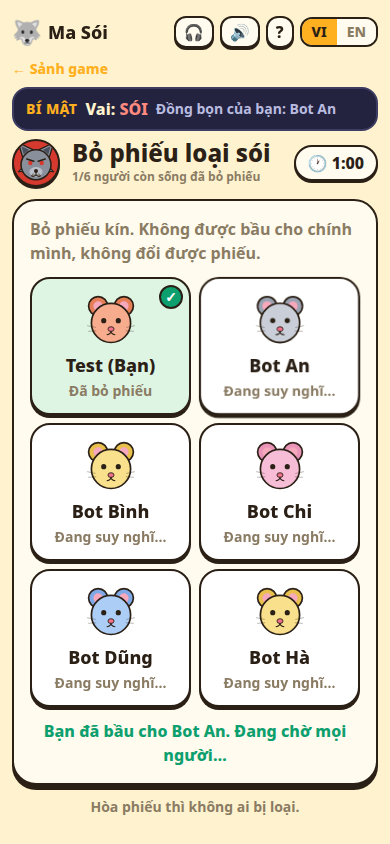 Ma Sói
?
VI EN
← Sảnh game
BÍ MẬT Vai: SÓI Đồng bọn của bạn: Bot An
Bỏ phiếu loại sói
1/6 người còn sống đã bỏ phiếu
1:00
Bỏ phiếu kín. Không được bầu cho chính
mình, không đổi được phiếu.
Test (Bạn)
Đã bỏ phiếu
Bot An
Đang suy nghĩ...
Bot Bình
Đang suy nghĩ...
Bot Chi
Đang suy nghĩ...
Bot Dũng
Đang suy nghĩ...
Bot Hà
Đang suy nghĩ...
Bạn đã bầu cho Bot An. Đang chờ mọi
người...
Hòa phiếu thì không ai bị loại.